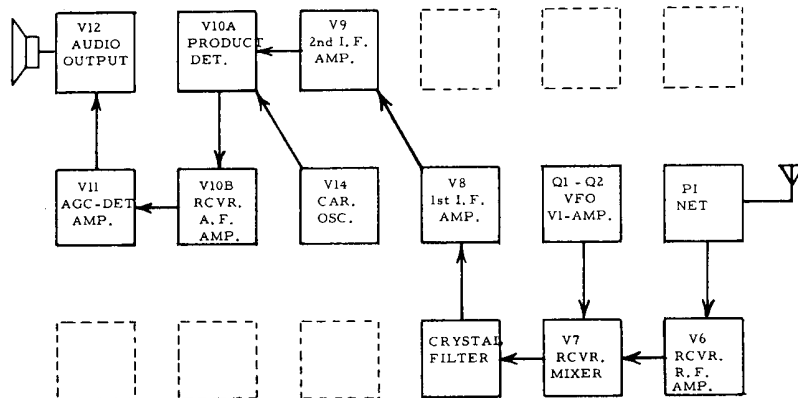 V12
AUDIO
OUTPUT
V10A
PRODUCT
DET.
V9
2nd I. F.
AMP.
V11
AGC-DET
AMP.
V10B
RCVR.
A. F.
AMP.
V14
CAR.
OSC.
V8
1st I. F.
AMP.
Q1 - Q2
VFO
V1-AMP.
PI
NET
CRYSTAL
FILTER
V7
RCVR.
MIXER
V6
RCVR.
R. F.
AMP.